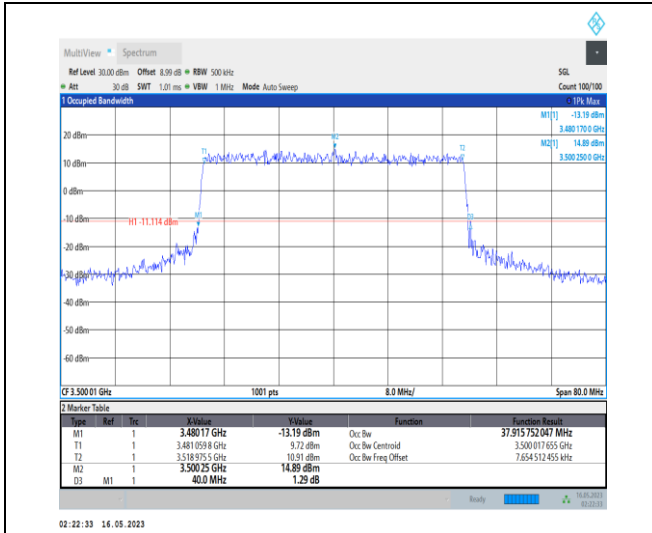 MultiView Spectrum
Ref Level 30.00 dBm Offset 8.99 dB RBW 500 kHz SGL
Att 30 dB SWT 1.01 ms VBW 1 MHz Mode Auto Sweep Count 100/100
1 Occupied Bandwidth 1Pk Max
M1[1] -13.19 dBm
3.480 170 0 GHz
M2[1] 14.89 dBm
3.500 250 0 GHz
20 dBm
M2
T1
T2
10 dBm
0 dBm
-10 dBm
M1
D3
H1 -11.114 dBm
-20 dBm
-30 dBm
-40 dBm
-50 dBm
-60 dBm
CF 3.500 01 GHz 1001 pts 8.0 MHz/ Span 80.0 MHz
2 Marker Table
Type Ref Trc X-Value Y-Value Function Function Result
M1 1 3.48017 GHz -13.19 dBm Occ Bw 37.915 752 047 MHz
T1 1 3.481 059 8 GHz 9.72 dBm Occ Bw Centroid 3.500 017 655 GHz
T2 1 3.518 975 5 GHz 10.91 dBm Occ Bw Freq Offset 7.654 512 455 kHz
M2 1 3.50025 GHz 14.89 dBm
D3 M1 1 40.0 MHz 1.29 dB
Ready 16.05.2023
02:22:33
02:22:33 16.05.2023